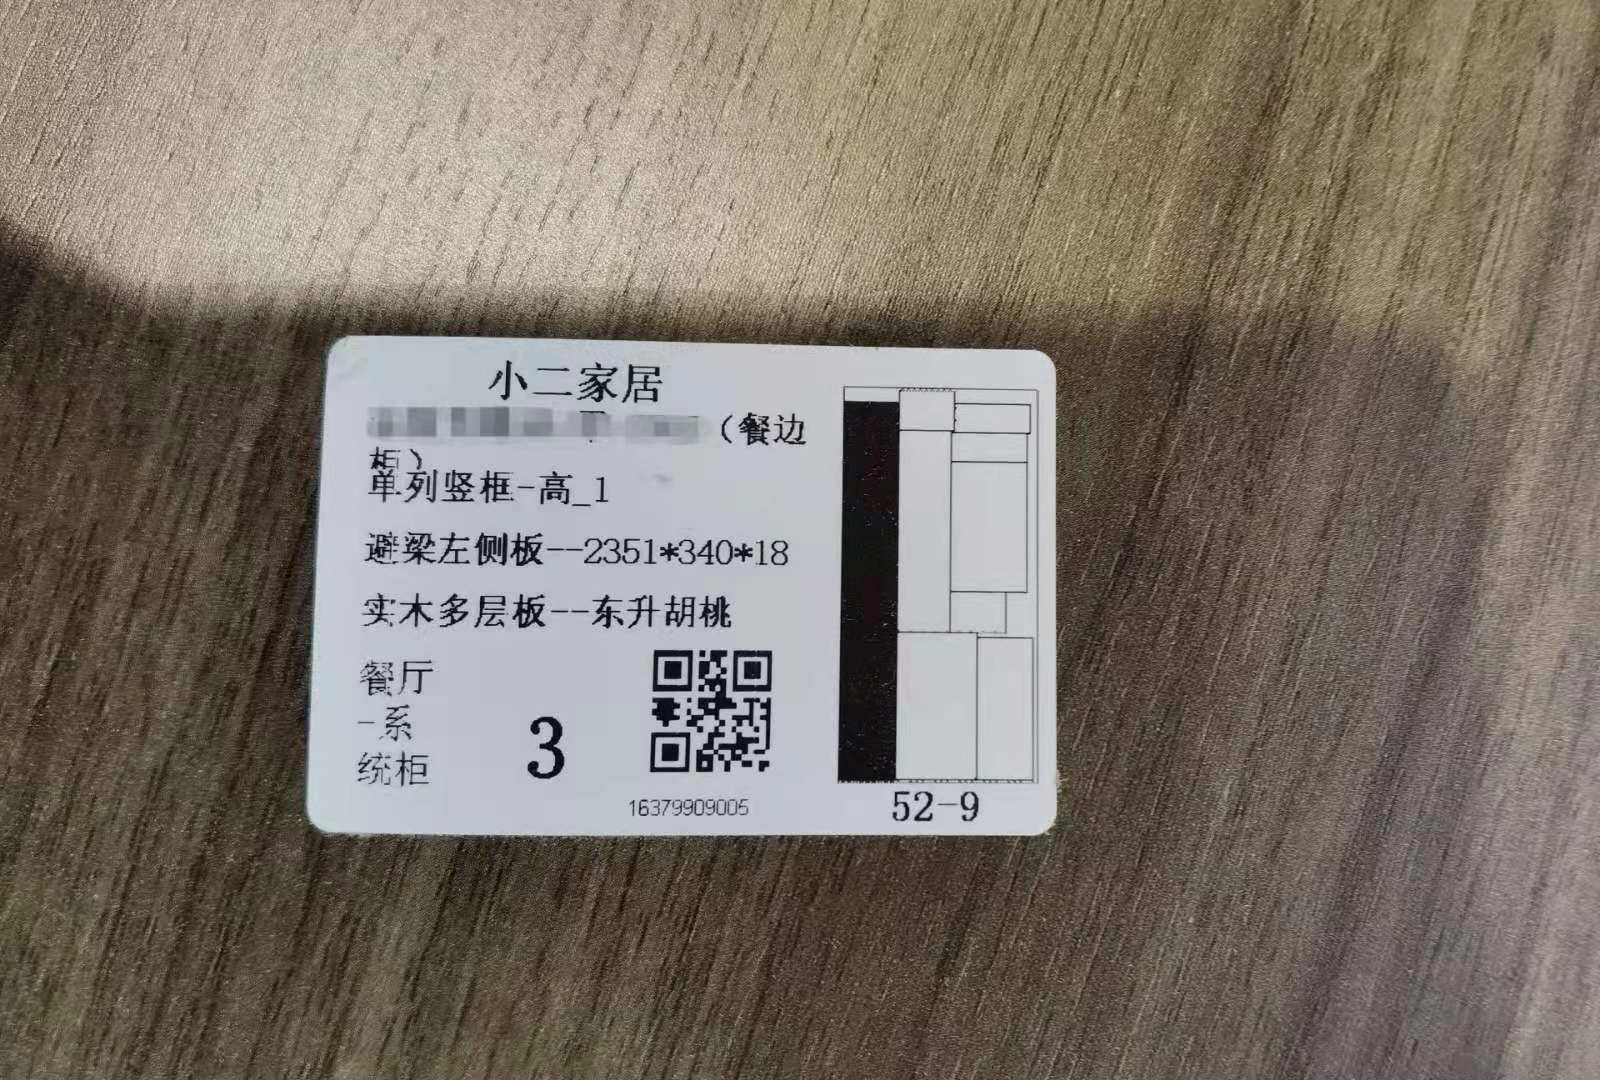 小二家居
（餐边
柜）
单列竖框-高_1
避梁左侧板--2351*340*18
实木多层板--东升胡桃
餐厅
-系
统柜
3
16379909005
52-9